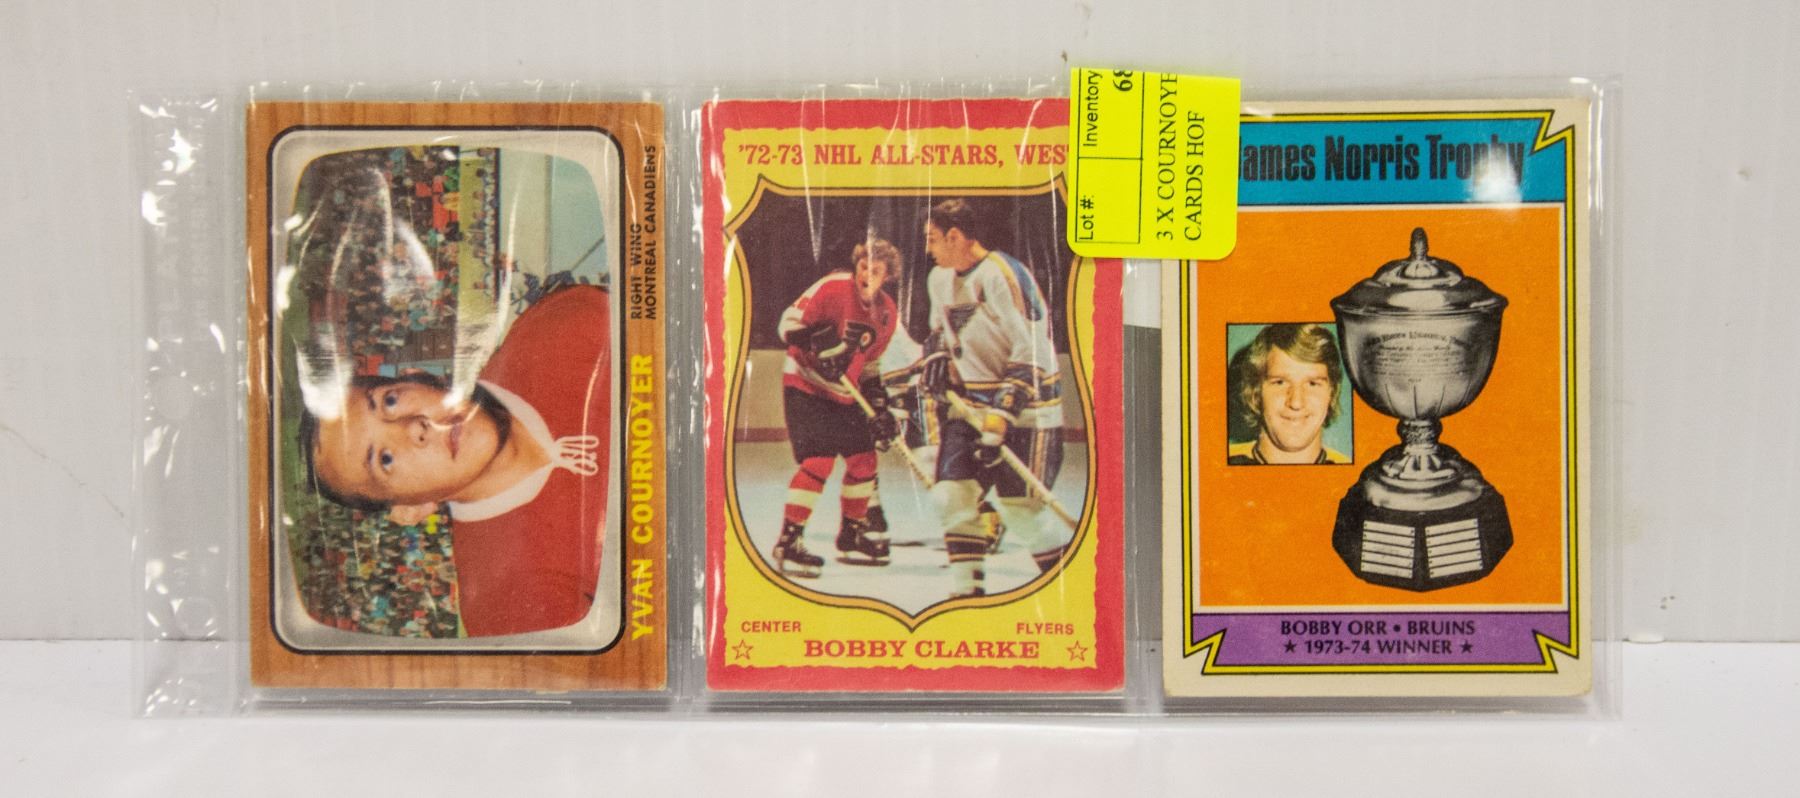 RIGHT WING
MONTREAL CANADIENS
YVAN COURNOYER
'72-73 NHL ALL-STARS,
CENTER
FLYERS
BOBBY CLARKE
Lot #:
Inventory
3 X COURNOYE
CARDS HOF
James Norris Trophy
BOBBY ORR • BRUINS
★ 1973-74 WINNER ★